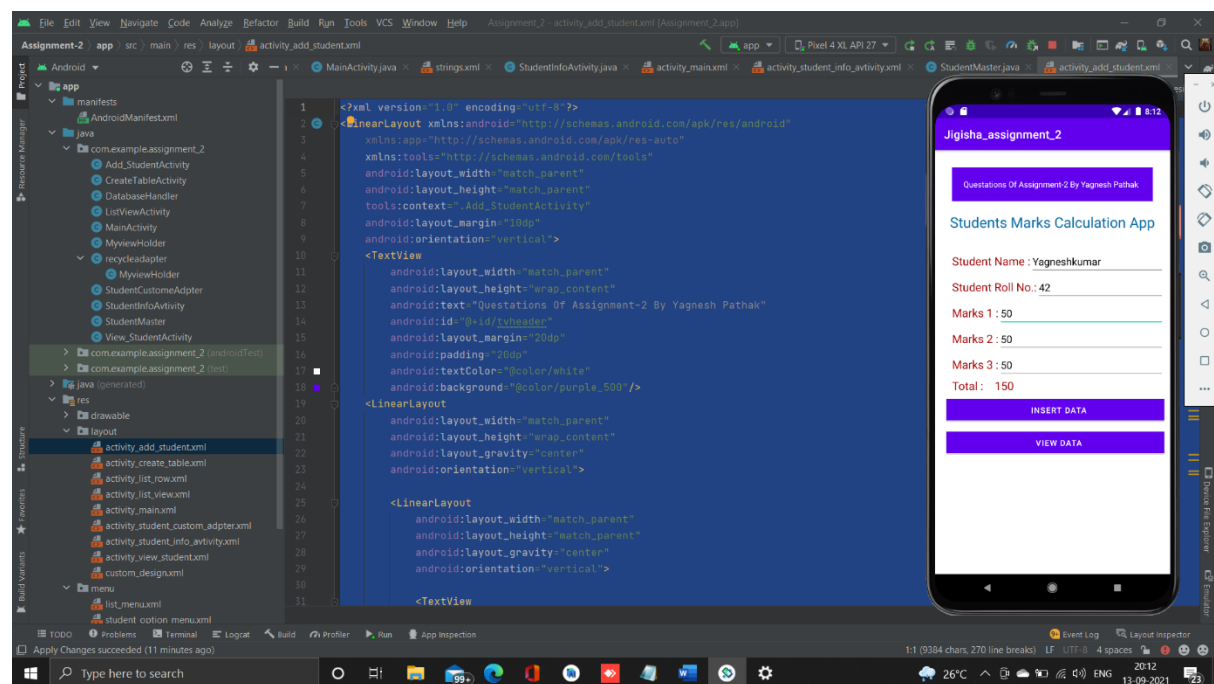 File Edit View Navigate Code Analyze Refactor Build Run Tools VCS Window Help Assignment_2 - activity_add_student.xml [Assignment_2.app]
Assignment-2 app src main res layout activity_add_student.xml app Pixel 4 XL API 27
Android MainActivity.java strings.xml StudentInfoAvtivity.java activity_main.xml activity_student_info_avtivity.xml StudentMaster.java activity_add_student.xml
Project
Resource Manager
Structure
Favorites
Build Variants
app
manifests
AndroidManifest.xml
java
com.example.assignment_2
Add_StudentActivity
CreateTableActivity
DatabaseHandler
ListViewActivity
MainActivity
MyviewHolder
recycleadapter
MyviewHolder
StudentCustomeAdpter
StudentInfoAvtivity
StudentMaster
View_StudentActivity
com.example.assignment_2 (androidTest)
com.example.assignment_2 (test)
java (generated)
res
drawable
layout
activity_add_student.xml
activity_create_table.xml
activity_list_row.xml
activity_list_view.xml
activity_main.xml
activity_student_custom_adpter.xml
activity_student_info_avtivity.xml
activity_view_student.xml
custom_design.xml
menu
list_menu.xml
student_option_menu.xml
1 <?xml version="1.0" encoding="utf-8"?>
2 <LinearLayout xmlns:android="http://schemas.android.com/apk/res/android"
3 xmlns:app="http://schemas.android.com/apk/res-auto"
4 xmlns:tools="http://schemas.android.com/tools"
5 android:layout_width="match_parent"
6 android:layout_height="match_parent"
7 tools:context=".Add_StudentActivity"
8 android:layout_margin="10dp"
9 android:orientation="vertical">
10 <TextView
11 android:layout_width="match_parent"
12 android:layout_height="wrap_content"
13 android:text="Questations Of Assignment-2 By Yagnesh Pathak"
14 android:id="@+id/tvheader"
15 android:layout_margin="20dp"
16 android:padding="20dp"
17 android:textColor="@color/white"
18 android:background="@color/purple_500"/>
19 <LinearLayout
20 android:layout_width="match_parent"
21 android:layout_height="wrap_content"
22 android:layout_gravity="center"
23 android:orientation="vertical">
24
25 <LinearLayout
26 android:layout_width="match_parent"
27 android:layout_height="match_parent"
28 android:layout_gravity="center"
29 android:orientation="vertical">
30
31 <TextView
8:12
Jigisha_assignment_2
Questations Of Assignment-2 By Yagnesh Pathak
Students Marks Calculation App
Student Name : Yagneshkumar
Student Roll No.: 42
Marks 1 : 50
Marks 2 : 50
Marks 3 : 50
Total : 150
INSERT DATA
VIEW DATA
Device File Explorer
Emulator
TODO Problems Terminal Logcat Build Profiler Run App Inspection Event Log Layout Inspector
Apply Changes succeeded (11 minutes ago) 1:1 (9384 chars, 270 line breaks) LF UTF-8 4 spaces
Type here to search 99+ 26°C ENG 20:12
13-09-2021 23